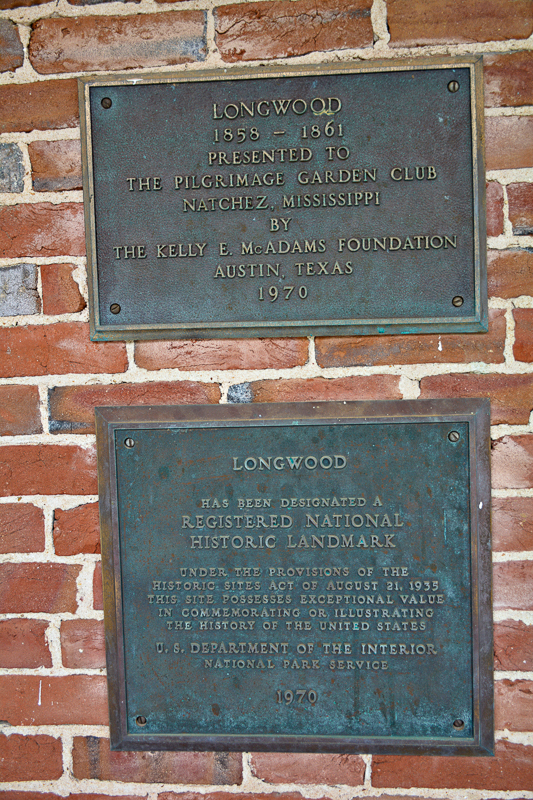 LONGWOOD
1858 – 1861
PRESENTED TO
THE PILGRIMAGE GARDEN CLUB
NATCHEZ, MISSISSIPPI
BY
THE KELLY E. McADAMS FOUNDATION
AUSTIN, TEXAS
1970
LONGWOOD
HAS BEEN DESIGNATED A
REGISTERED NATIONAL
HISTORIC LANDMARK
UNDER THE PROVISIONS OF THE
HISTORIC SITES ACT OF AUGUST 21, 1935
THIS SITE POSSESSES EXCEPTIONAL VALUE
IN COMMEMORATING OR ILLUSTRATING
THE HISTORY OF THE UNITED STATES
U. S. DEPARTMENT OF THE INTERIOR
NATIONAL PARK SERVICE
1970